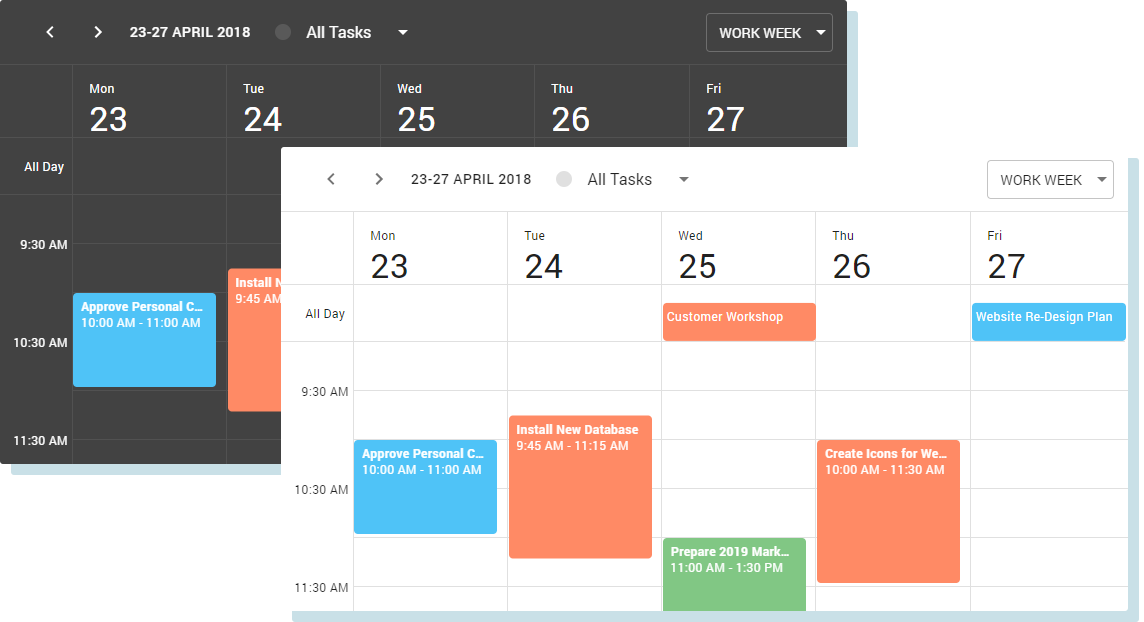 23-27 APRIL 2018 All Tasks WORK WEEK
Mon Tue Wed Thu Fri
23 24 25 26 27
All Day
9:30 AM
Install N
9:45 AM
Approve Personal C...
10:00 AM - 11:00 AM
10:30 AM
11:30 AM
23-27 APRIL 2018 All Tasks WORK WEEK
Mon Tue Wed Thu Fri
23 24 25 26 27
All Day
Customer Workshop Website Re-Design Plan
9:30 AM
Install New Database
9:45 AM - 11:15 AM
Approve Personal C... Create Icons for We...
10:00 AM - 11:00 AM 10:00 AM - 11:30 AM
10:30 AM
Prepare 2019 Mark...
11:00 AM - 1:30 PM
11:30 AM